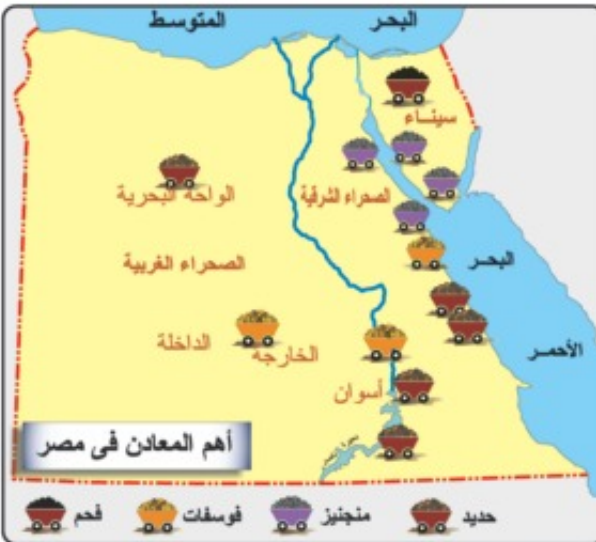 البحر المتوسط
سيناء
الواحة البحرية
الصحراء الشرقية
الصحراء الغربية
البحر
الداخلة
الخارجة
الأحمر
أسوان
أهم المعادن فى مصر
حديد
منجنيز
فوسفات
فحم